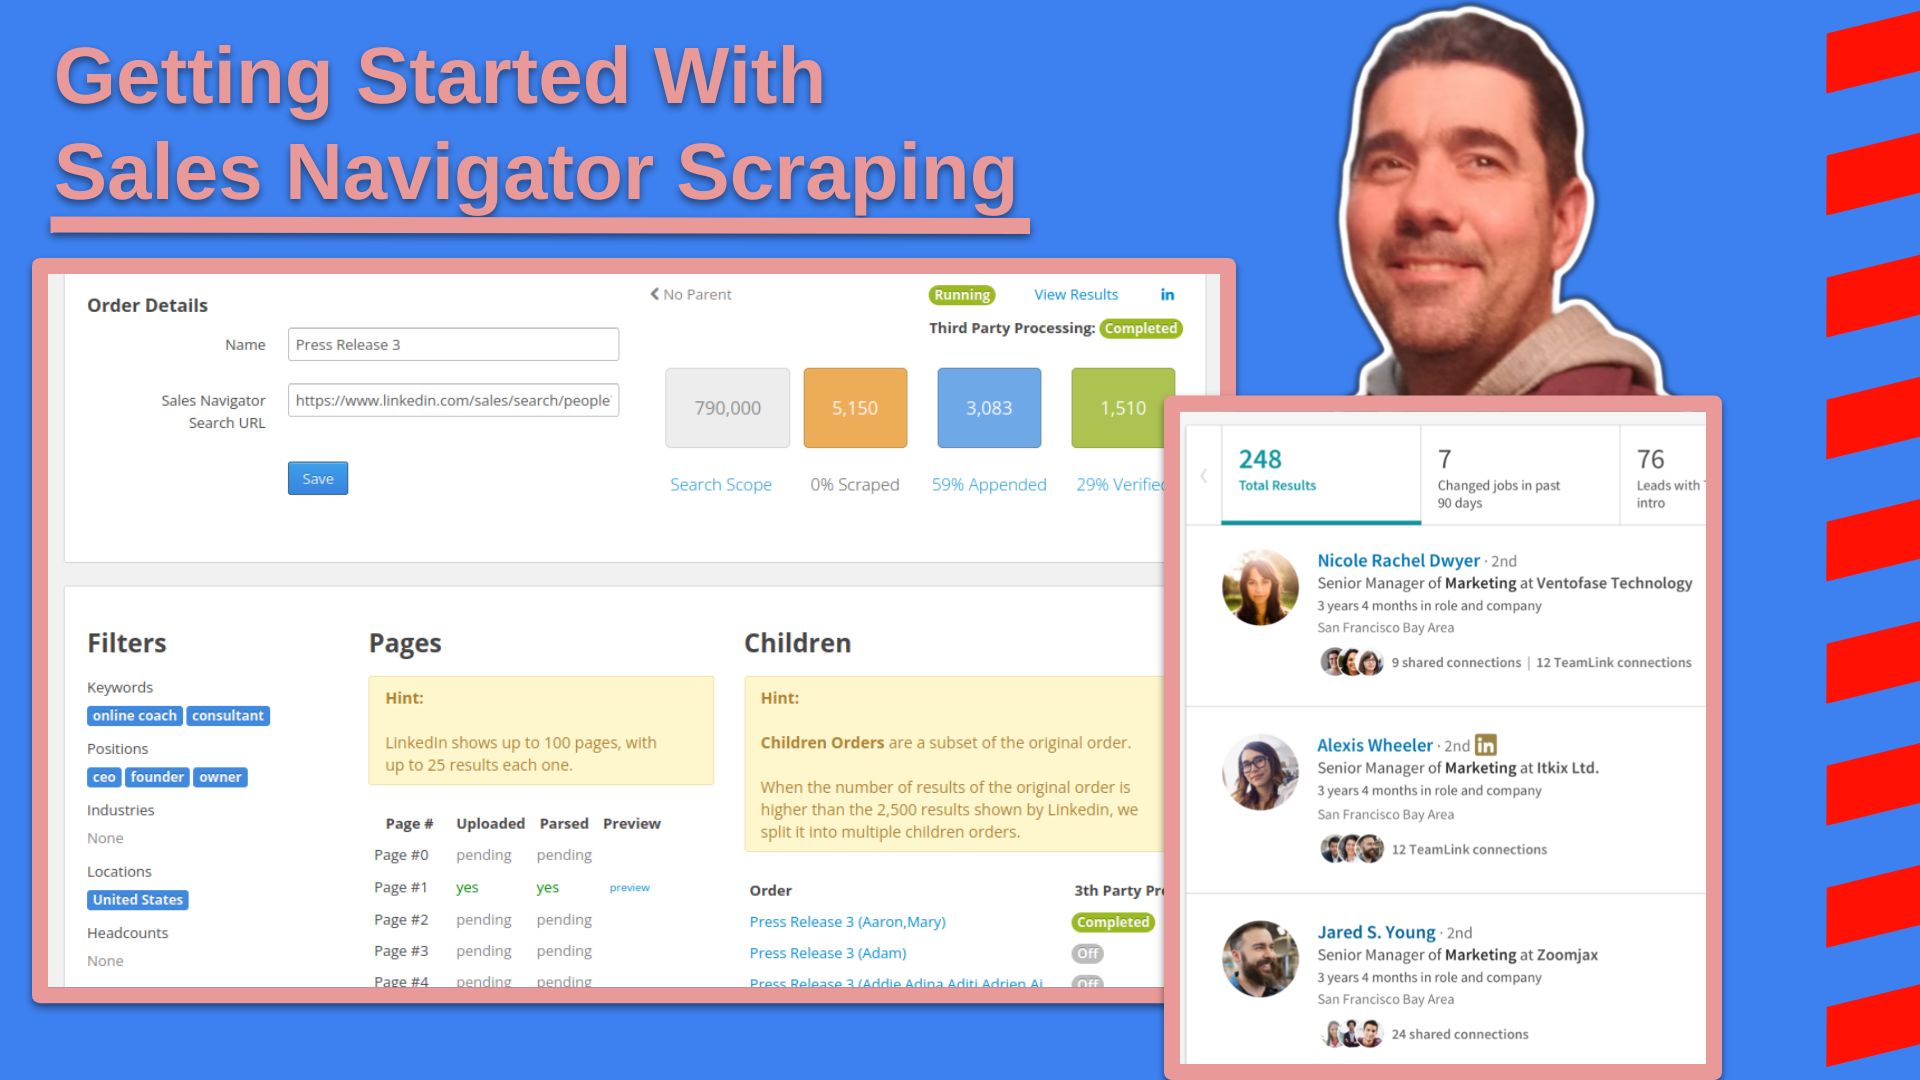 Getting Started With
Sales Navigator Scraping
Order Details
Name
Press Release 3
Sales Navigator
Search URL
https://www.linkedin.com/sales/search/people
Save
No Parent
Running
View Results
in
Third Party Processing: Completed
790,000
5,150
3,083
1,510
Search Scope
0% Scraped
59% Appended
29% Verified
Filters
Keywords
online coach consultant
Positions
ceo founder owner
Industries
None
Locations
United States
Headcounts
None
Pages
Hint:
LinkedIn shows up to 100 pages, with
up to 25 results each one.
Page # Uploaded Parsed Preview
Page #0 pending pending
Page #1 yes yes preview
Page #2 pending pending
Page #3 pending pending
Page #4 pending pending
Children
Hint:
Children Orders are a subset of the original order.
When the number of results of the original order is
higher than the 2,500 results shown by Linkedin, we
split it into multiple children orders.
Order 3th Party Pr
Press Release 3 (Aaron,Mary) Completed
Press Release 3 (Adam) Off
Press Release 3 (Addie Adina Aditi Adrien Ai Off
248
Total Results
7
Changed jobs in past
90 days
76
Leads with
intro
Nicole Rachel Dwyer · 2nd
Senior Manager of Marketing at Ventofase Technology
3 years 4 months in role and company
San Francisco Bay Area
9 shared connections | 12 TeamLink connections
Alexis Wheeler · 2nd in
Senior Manager of Marketing at Itkix Ltd.
3 years 4 months in role and company
San Francisco Bay Area
12 TeamLink connections
Jared S. Young · 2nd
Senior Manager of Marketing at Zoomjax
3 years 4 months in role and company
San Francisco Bay Area
24 shared connections